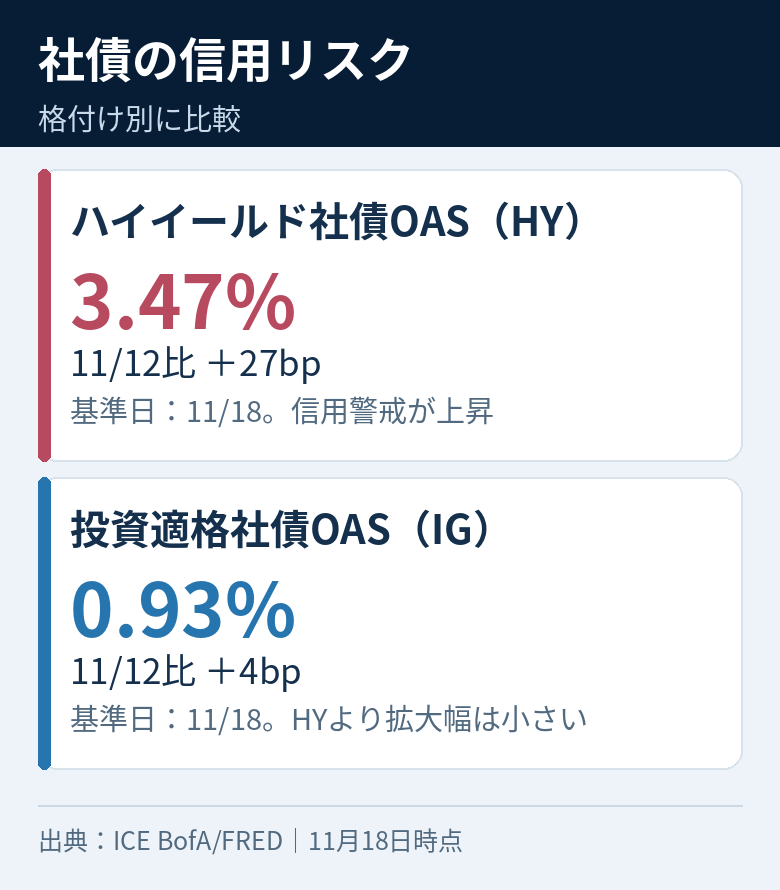 社債の信用リスク
格付け別に比較
ハイイールド社債OAS（HY）
3.47%
11/12比 ＋27bp
基準日：11/18。信用警戒が上昇
投資適格社債OAS（IG）
0.93%
11/12比 ＋4bp
基準日：11/18。HYより拡大幅は小さい
出典：ICE BofA/FRED｜11月18日時点